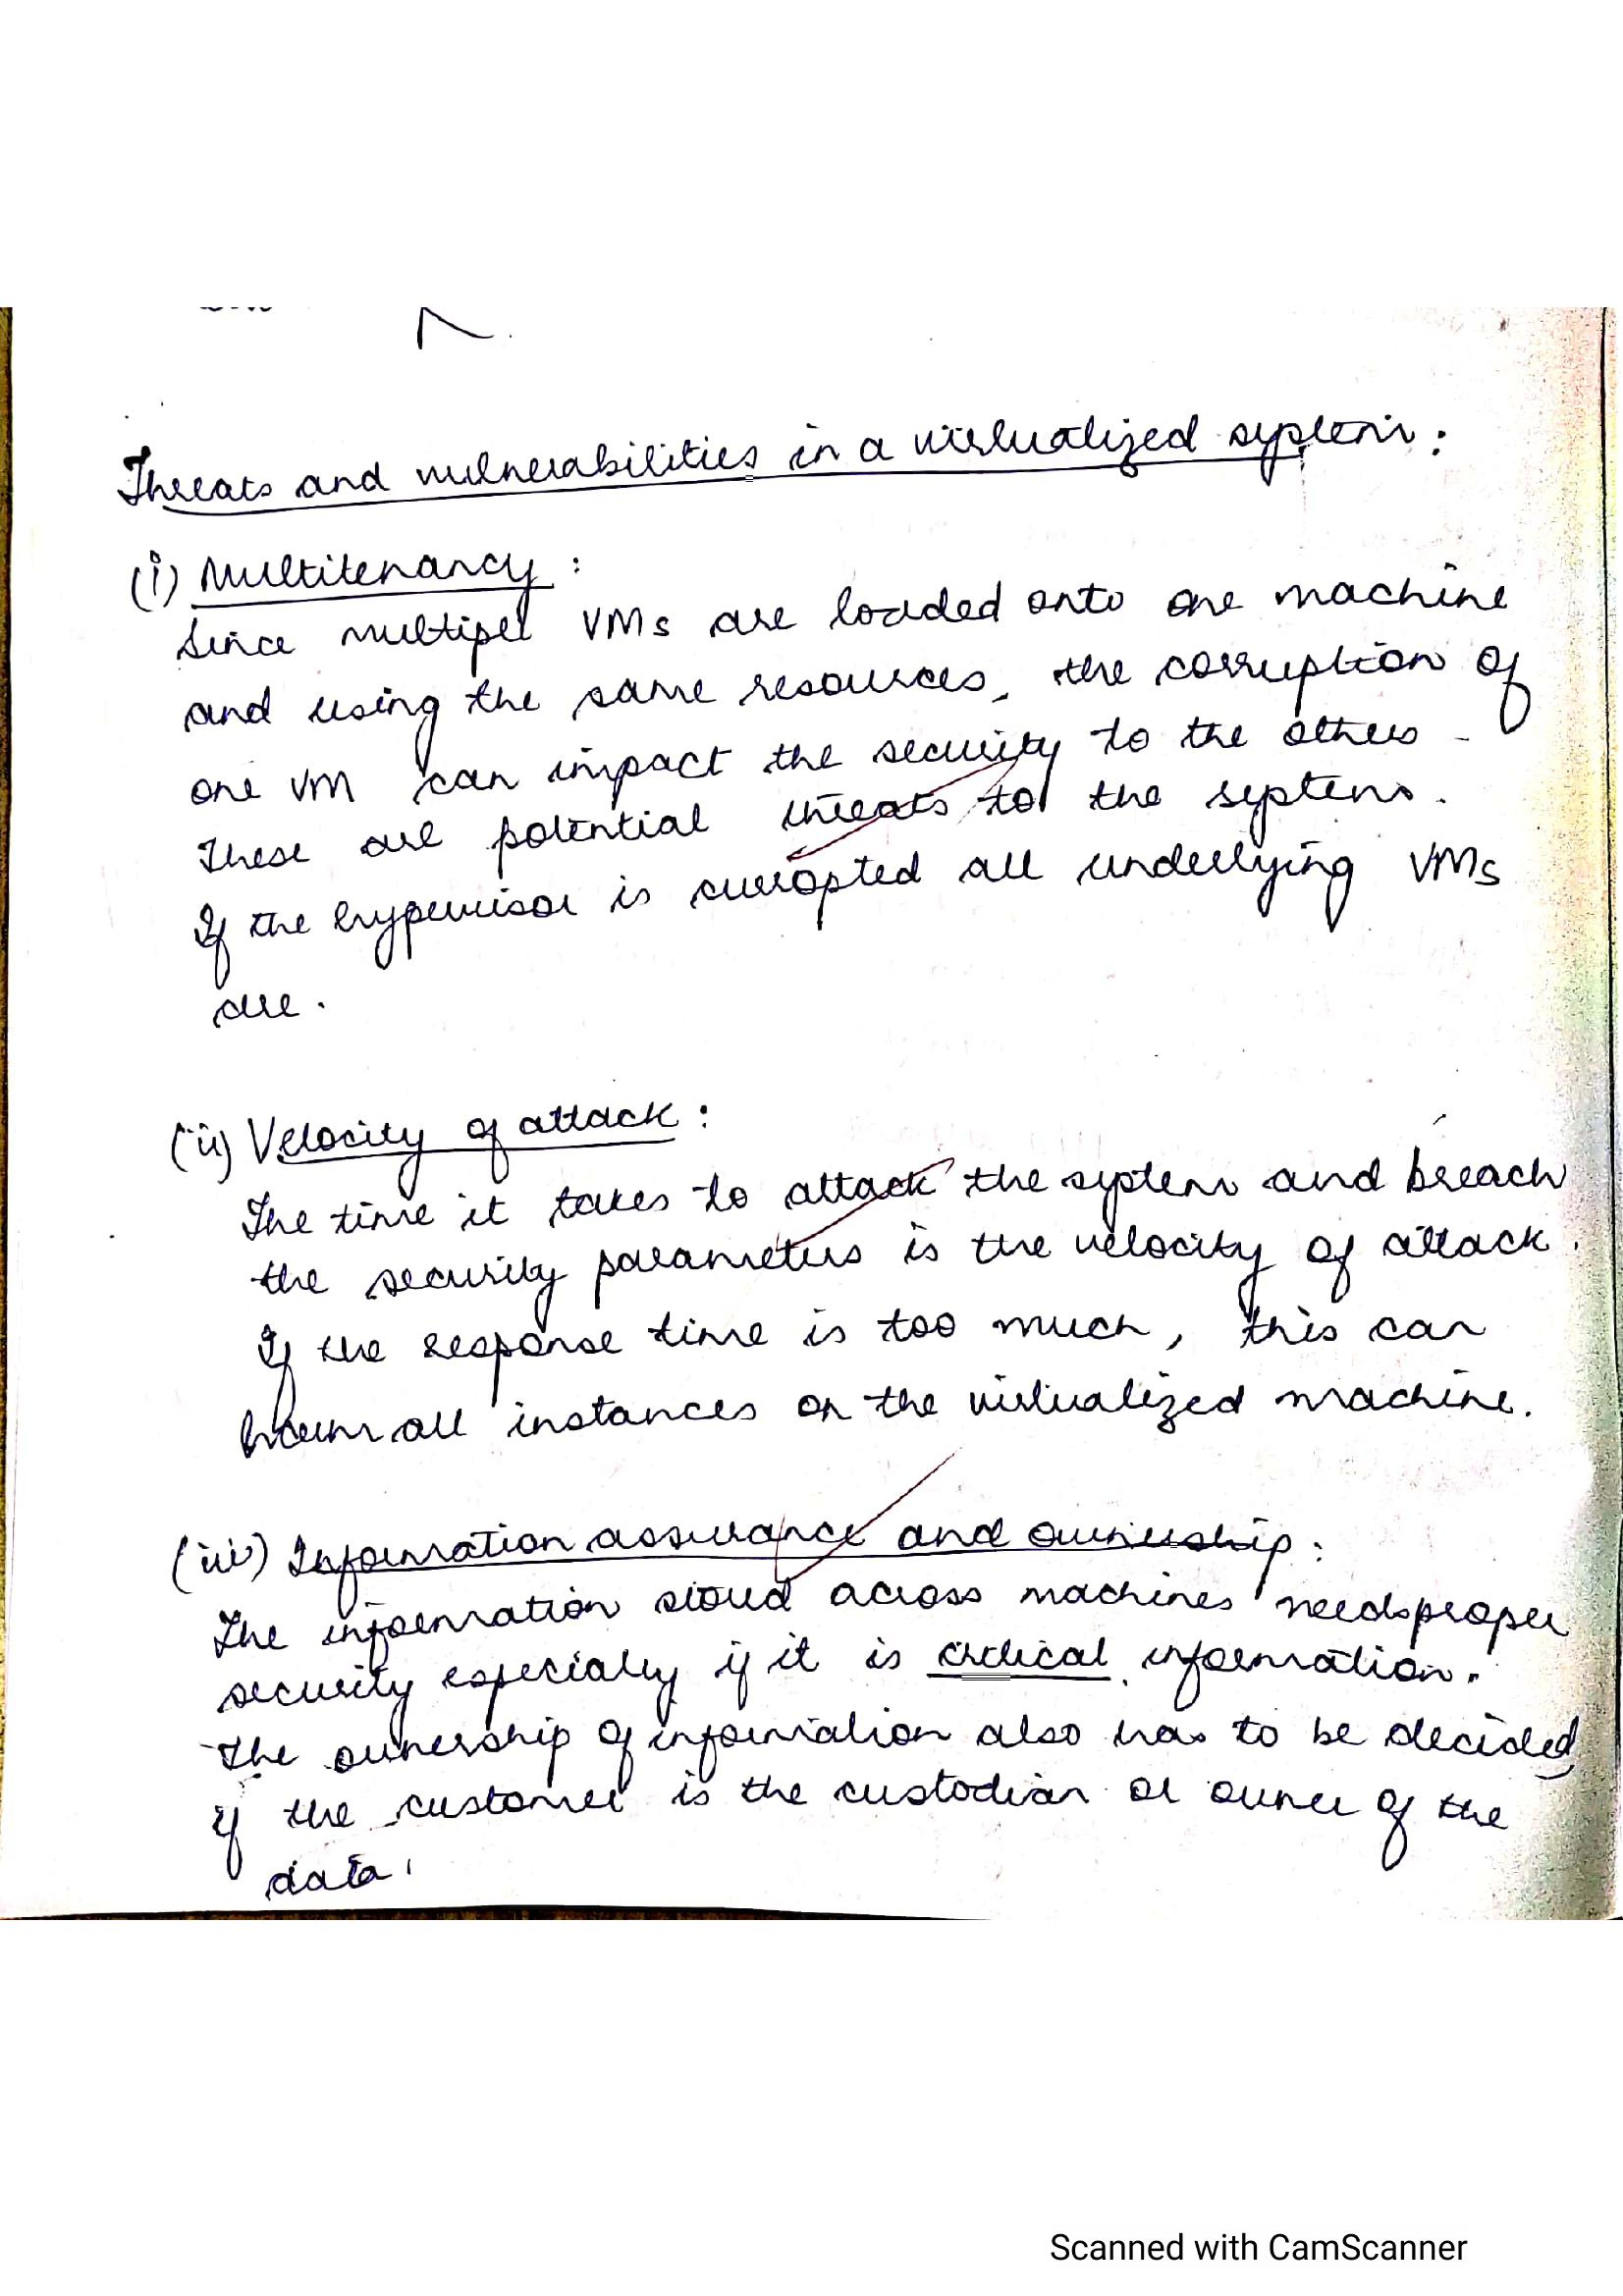 Threats and vulnerabilities in a virtualized system :
(i) Multitenancy :
Since multipel VMs are loaded onto one machine
and using the same resources, the corruption of
one VM can impact the security to the others -
These are potential threats to the system.
If the hypervisor is curropted all underlying VMs
are.
(ii) Velocity of attack :
The time it takes to attack the system and breach
the security parameters is the velocity of attack.
If the response time is too much, this can
harm all instances on the virtualized machine.
(iii) Information assurance and ownership :
The information stored across machines needs proper
security especially if it is critical information.
The ownership of information also has to be decided
if the customer is the custodian or owner of the
data.
Scanned with CamScanner